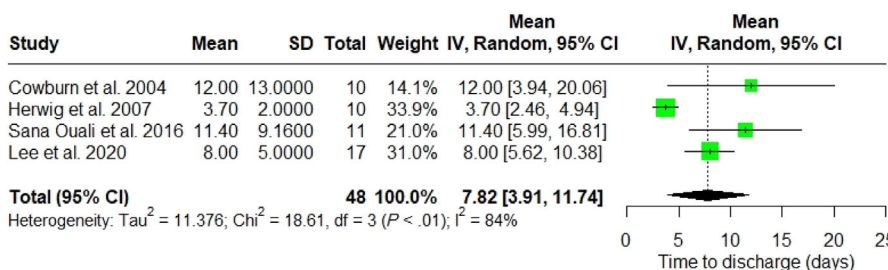 Mean Mean
Study Mean SD Total Weight IV, Random, 95% CI IV, Random, 95% CI
Cowburn et al. 2004 12.00 13.0000 10 14.1% 12.00 [3.94, 20.06]
Herwig et al. 2007 3.70 2.0000 10 33.9% 3.70 [2.46, 4.94]
Sana Ouali et al. 2016 11.40 9.1600 11 21.0% 11.40 [5.99, 16.81]
Lee et al. 2020 8.00 5.0000 17 31.0% 8.00 [5.62, 10.38]
Total (95% CI) 48 100.0% 7.82 [3.91, 11.74]
Heterogeneity: Tau² = 11.376; Chi² = 18.61, df = 3 (P < .01); I² = 84%
0 5 10 15 20 25
Time to discharge (days)